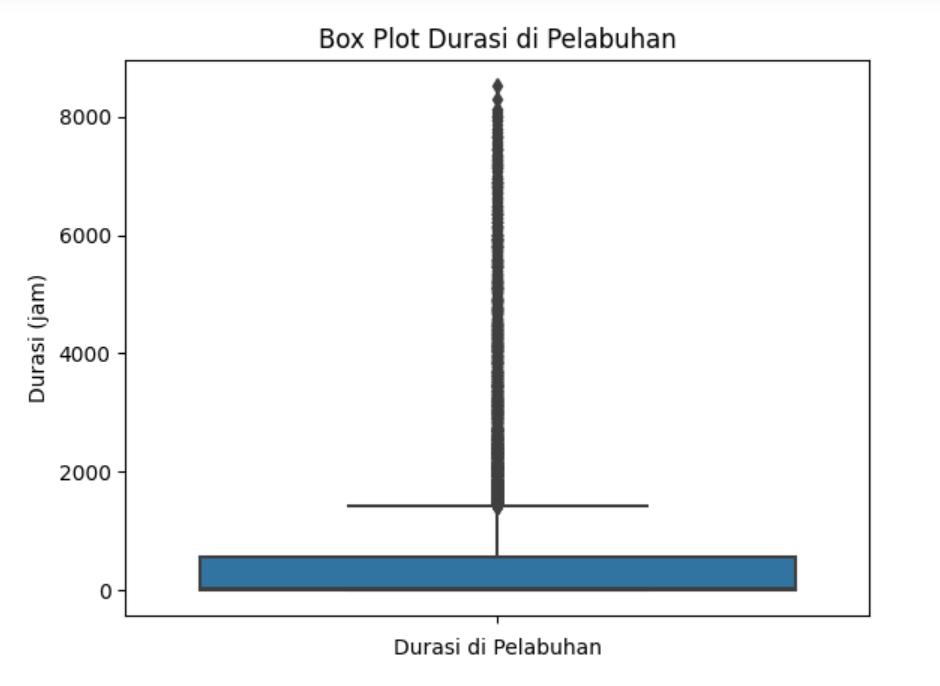 Box Plot Durasi di Pelabuhan
8000
6000
4000
2000
0
Durasi (jam)
Durasi di Pelabuhan